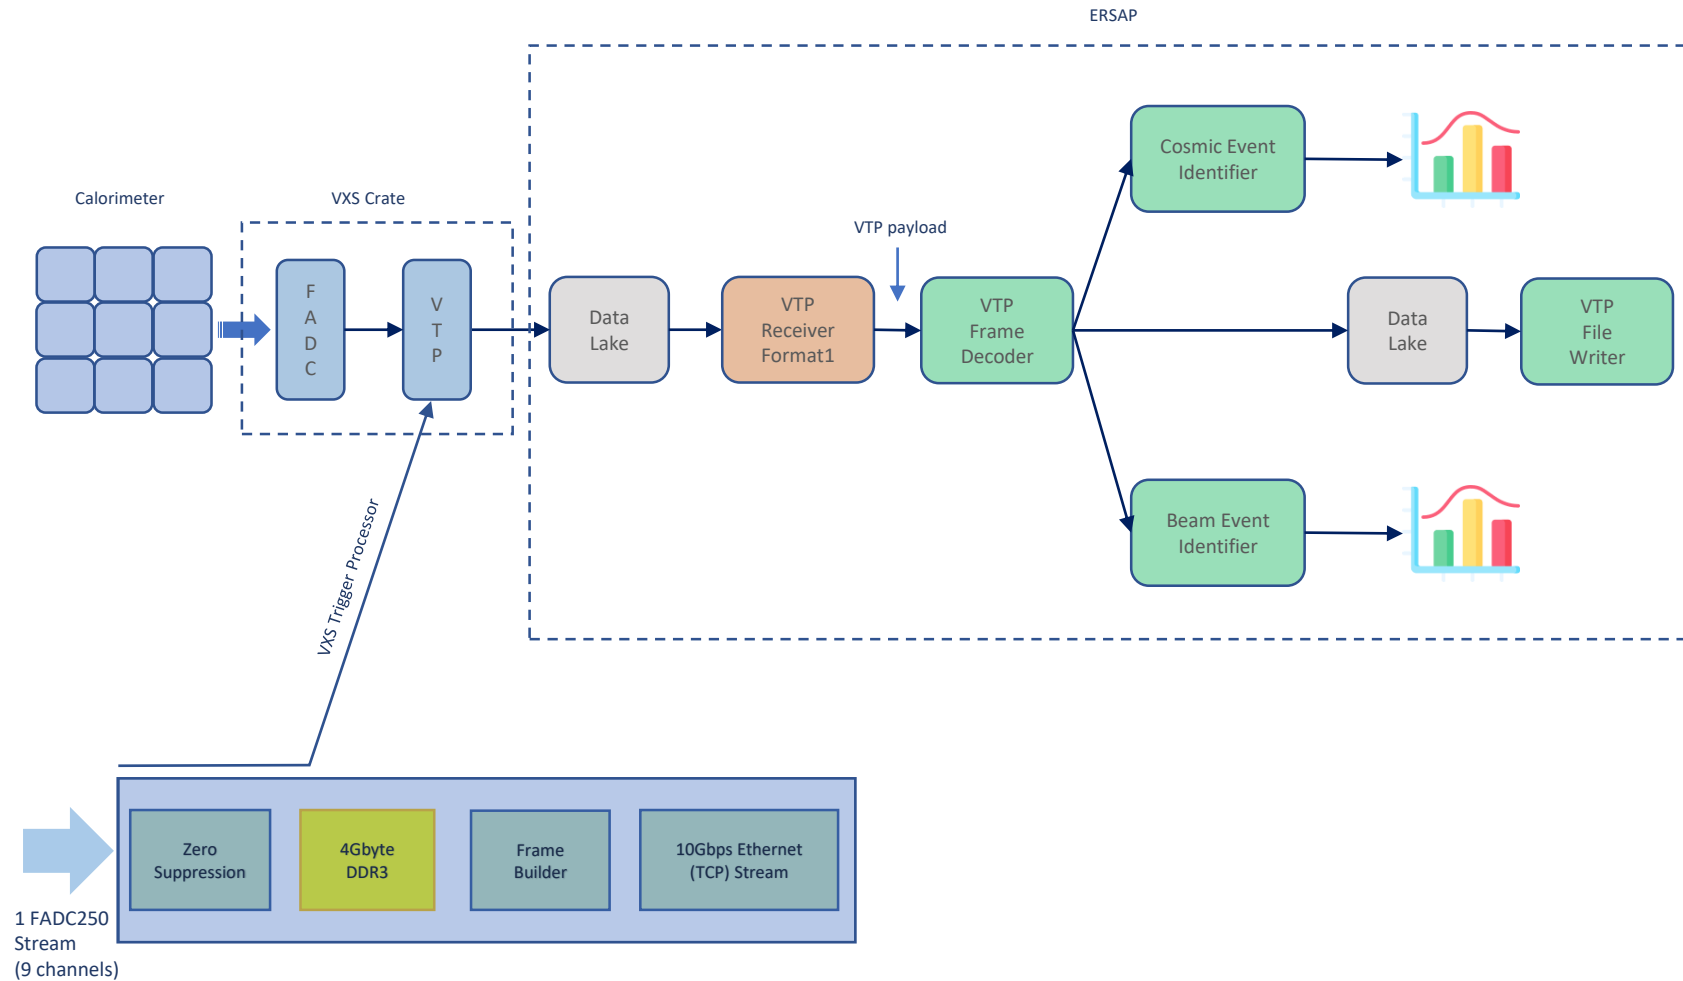 ERSAP
Calorimeter
VXS Crate
F
A
D
C
V
T
P
Data
Lake
VTP
Receiver
Format1
VTP payload
VTP
Frame
Decoder
Cosmic Event
Identifier
Data
Lake
VTP
File
Writer
Beam Event
Identifier
VXS Trigger Processor
Zero
Suppression
4Gbyte
DDR3
Frame
Builder
10Gbps Ethernet
(TCP) Stream
1 FADC250
Stream
(9 channels)